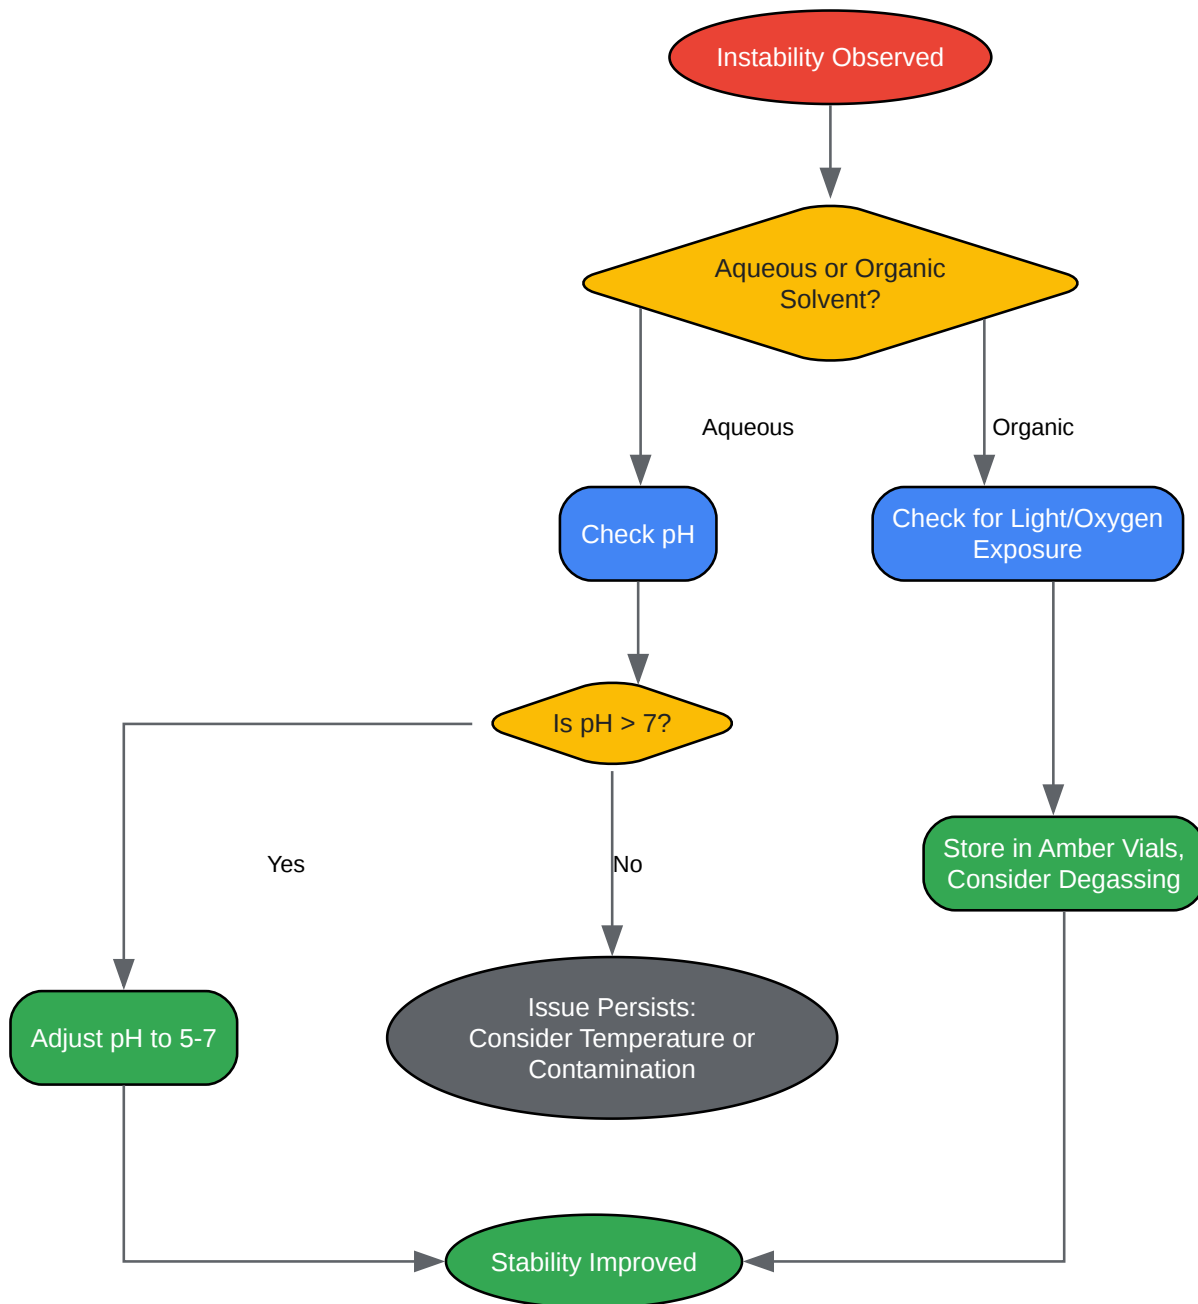 Instability Observed
Aqueous or Organic
Solvent?
Aqueous
Organic
Check pH
Check for Light/Oxygen
Exposure
Is pH > 7?
Yes
No
Store in Amber Vials,
Consider Degassing
Adjust pH to 5-7
Issue Persists:
Consider Temperature or
Contamination
Stability Improved